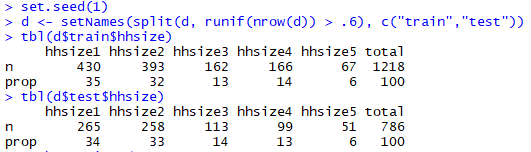 > set.seed(1)
> d <- setNames(split(d, runif(nrow(d)) > .6), c("train","test"))
> tbl(d$train$hhsize)
     hhsize1 hhsize2 hhsize3 hhsize4 hhsize5 total
n        430     393     162     166      67  1218
prop      35      32      13      14       6   100
> tbl(d$test$hhsize)
     hhsize1 hhsize2 hhsize3 hhsize4 hhsize5 total
n        265     258     113      99      51   786
prop      34      33      14      13       6   100